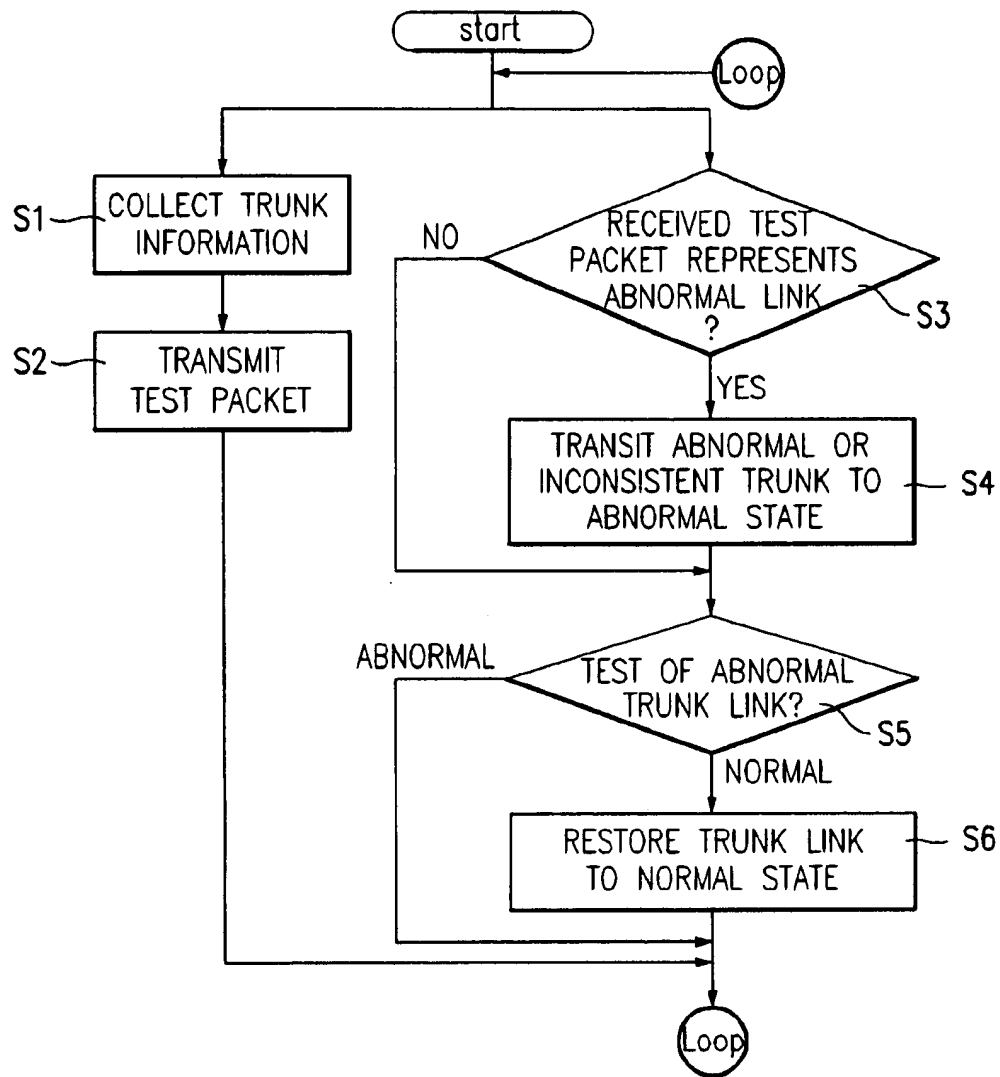 start
Loop
S1
COLLECT TRUNK
INFORMATION
S2
TRANSMIT
TEST PACKET
NO
RECEIVED TEST
PACKET REPRESENTS
ABNORMAL LINK
?
S3
YES
TRANSIT ABNORMAL OR
INCONSISTENT TRUNK TO
ABNORMAL STATE
S4
ABNORMAL
TEST OF ABNORMAL
TRUNK LINK?
S5
NORMAL
RESTORE TRUNK LINK
TO NORMAL STATE
S6
Loop